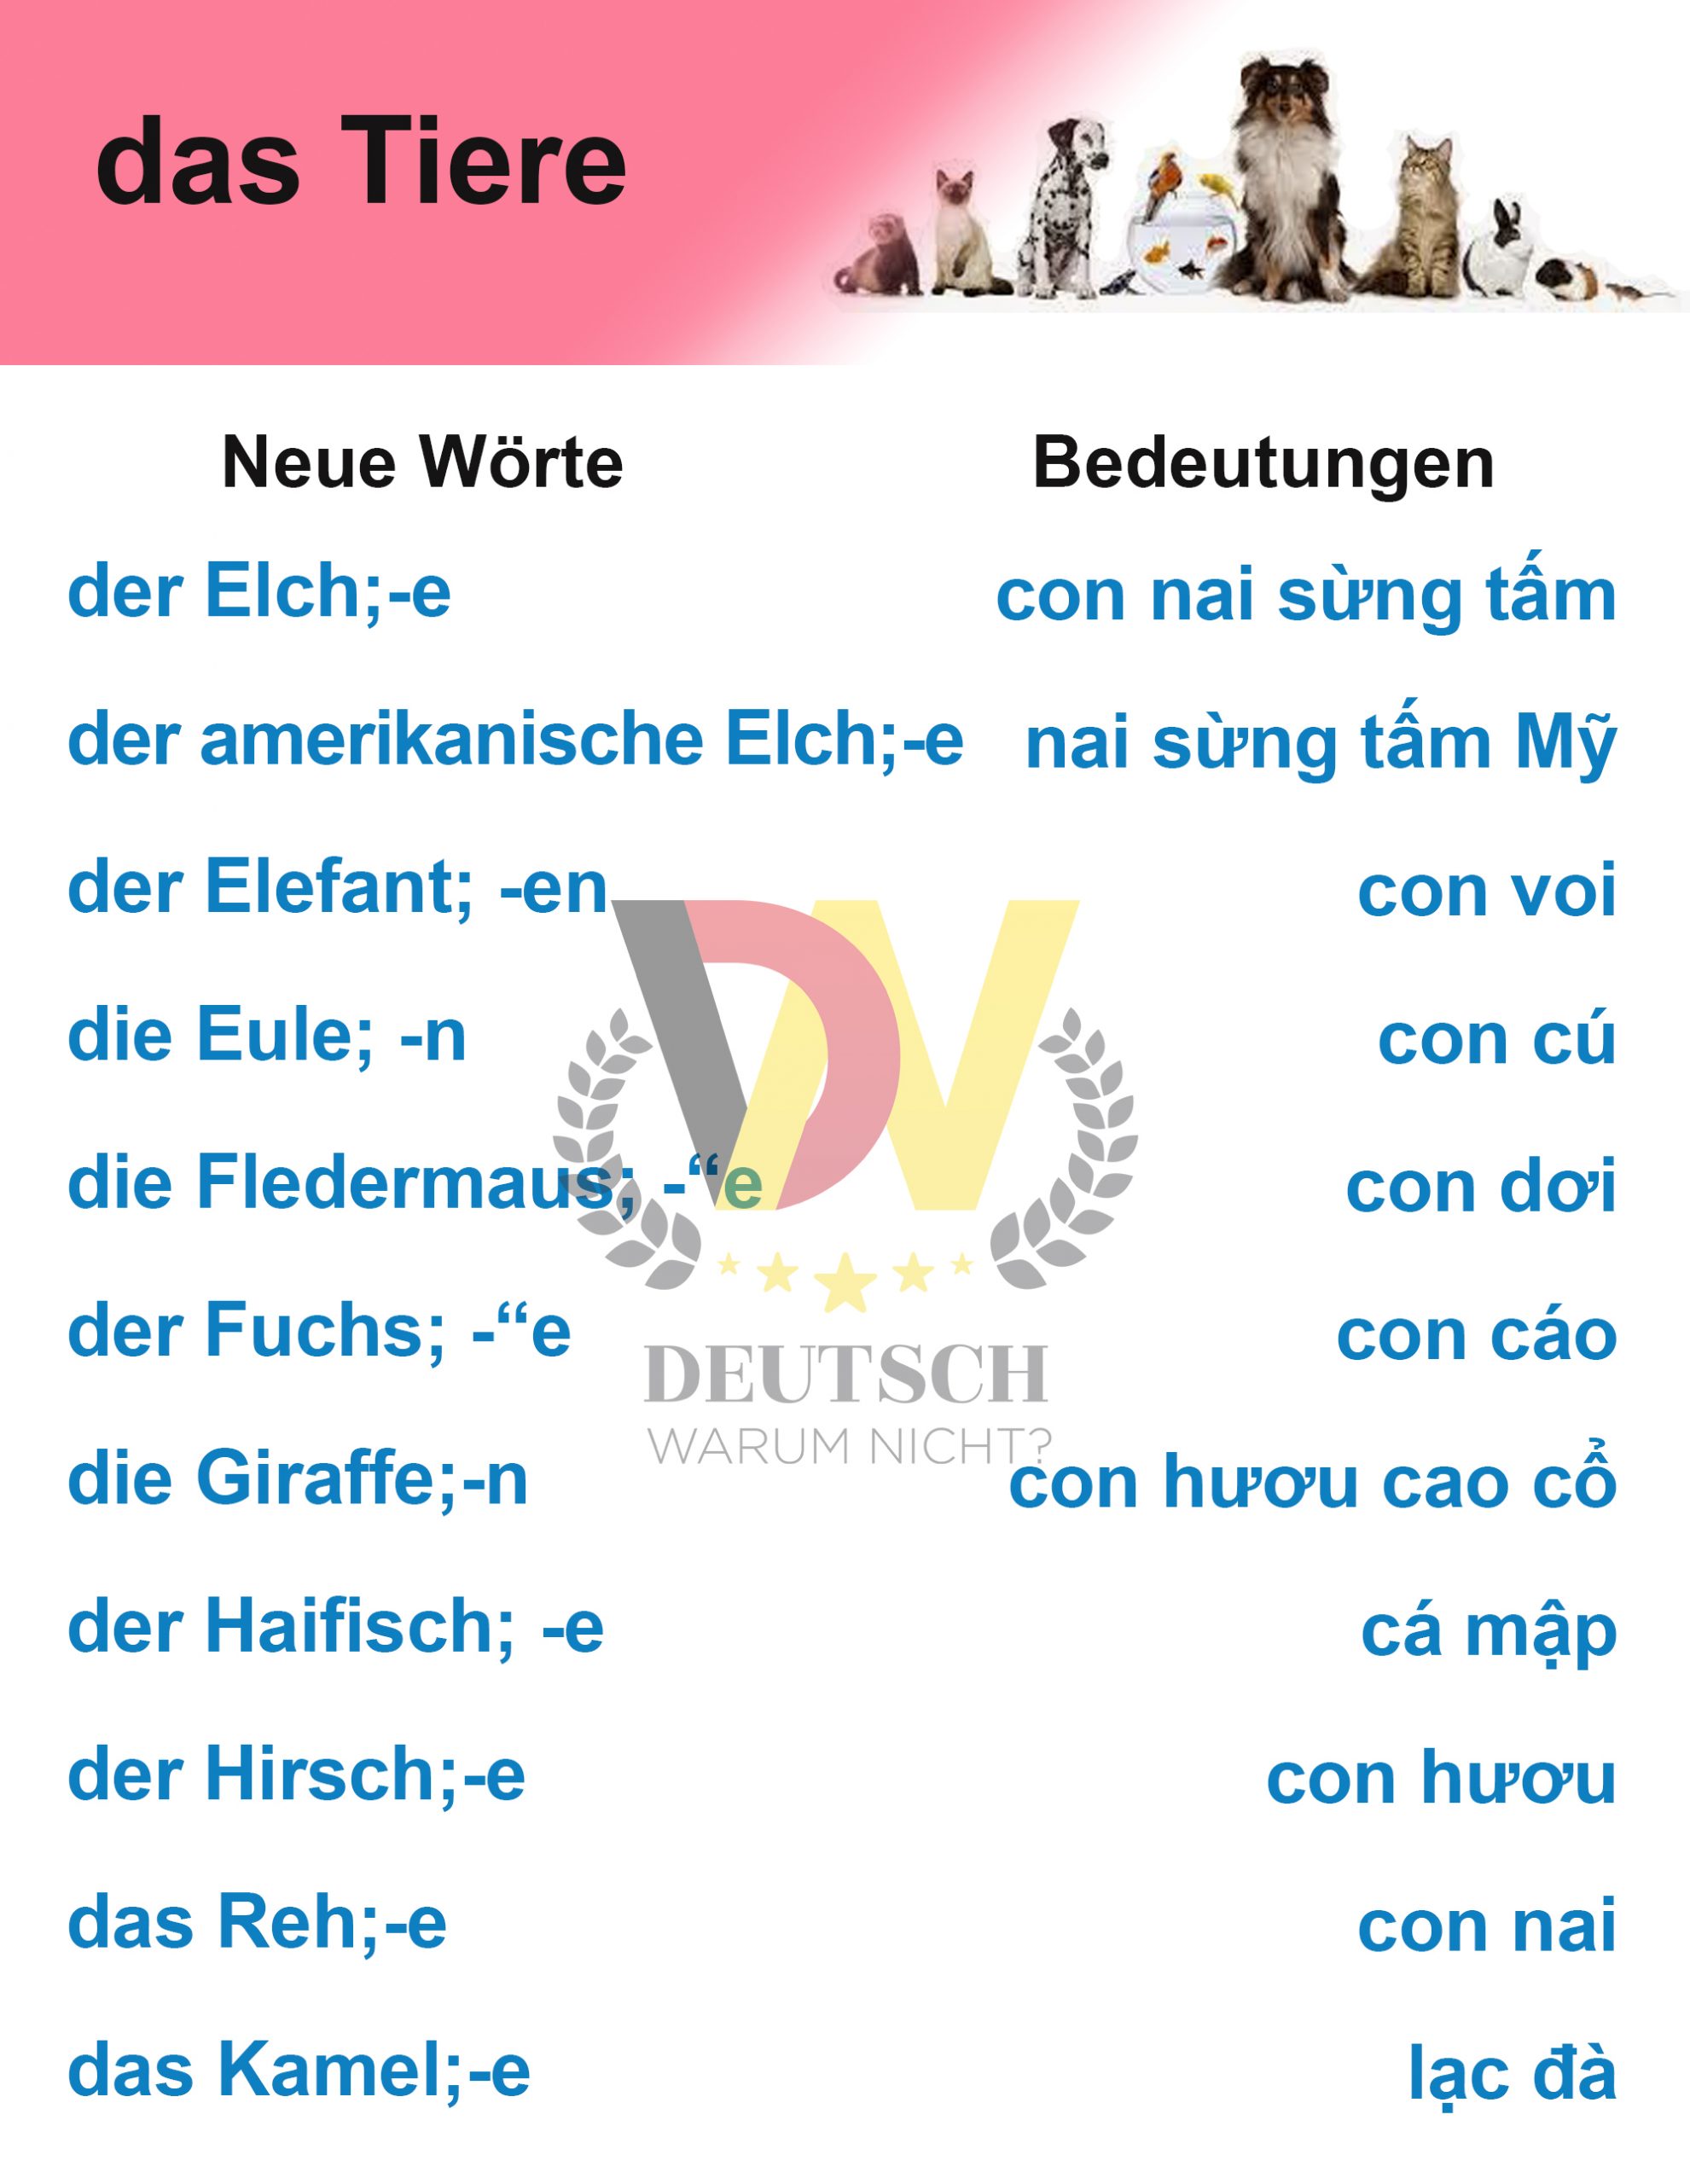 das Tiere
Neue Wörte Bedeutungen
der Elch;-e con nai sừng tấm
der amerikanische Elch;-e nai sừng tấm Mỹ
der Elefant; -en con voi
die Eule; -n con cú
die Fledermaus; -“e con dơi
der Fuchs; -“e con cáo
DEUTSCH
WARUM NICHT?
die Giraffe;-n con hươu cao cổ
der Haifisch; -e cá mập
der Hirsch;-e con hươu
das Reh;-e con nai
das Kamel;-e lạc đà